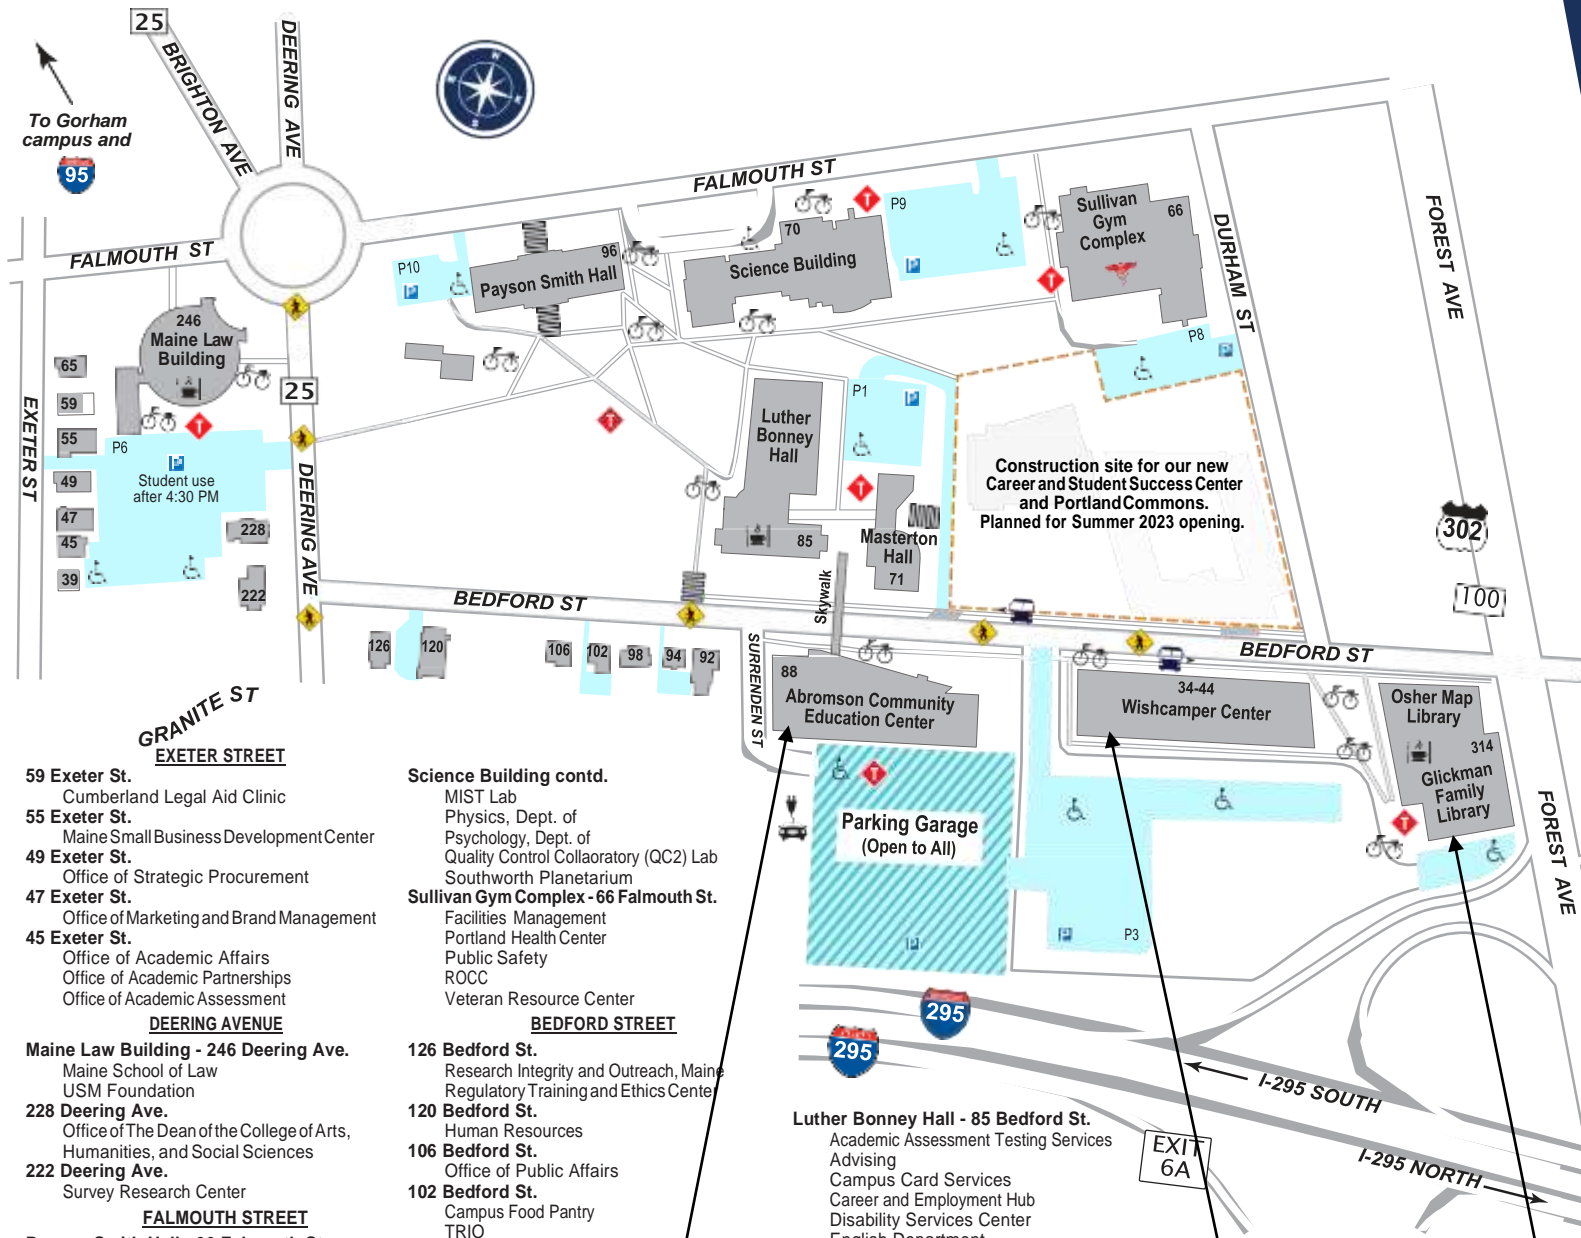 25
BRIGHTON AVE
DEERING AVE
To Gorham
campus and
95
FALMOUTH ST
FALMOUTH ST
P9
Sullivan
Gym
Complex
66
DURHAM ST
FOREST AVE
P10
96
Payson Smith Hall
70
Science Building
246
Maine Law
Building
P8
65
59
55
49
47
45
39
EXETER ST
25
P6
Student use
after 4:30 PM
228
222
DEERING AVE
Luther
Bonney
Hall
85
P1
Masterton
Hall
71
Construction site for our new
Career and Student Success Center
and Portland Commons.
Planned for Summer 2023 opening.
302
100
BEDFORD ST
Skywalk
BEDFORD ST
126
120
106
102
98
94
92
SURRENDEN ST
88
Abromson Community
Education Center
34-44
Wishcamper Center
Osher Map
Library
314
Glickman
Family
Library
Parking Garage
(Open to All)
P3
FOREST AVE
295
295
I-295 SOUTH
I-295 NORTH
EXIT
6A
GRANITE ST
EXETER STREET
59 Exeter St.
Cumberland Legal Aid Clinic
55 Exeter St.
Maine Small Business Development Center
49 Exeter St.
Office of Strategic Procurement
47 Exeter St.
Office of Marketing and Brand Management
45 Exeter St.
Office of Academic Affairs
Office of Academic Partnerships
Office of Academic Assessment
DEERING AVENUE
Maine Law Building - 246 Deering Ave.
Maine School of Law
USM Foundation
228 Deering Ave.
Office of The Dean of the College of Arts,
Humanities, and Social Sciences
222 Deering Ave.
Survey Research Center
FALMOUTH STREET
Science Building contd.
MIST Lab
Physics, Dept. of
Psychology, Dept. of
Quality Control Collaoratory (QC2) Lab
Southworth Planetarium
Sullivan Gym Complex - 66 Falmouth St.
Facilities Management
Portland Health Center
Public Safety
ROCC
Veteran Resource Center
BEDFORD STREET
126 Bedford St.
Research Integrity and Outreach, Maine
Regulatory Training and Ethics Center
120 Bedford St.
Human Resources
106 Bedford St.
Office of Public Affairs
102 Bedford St.
Campus Food Pantry
TRIO
Luther Bonney Hall - 85 Bedford St.
Academic Assessment Testing Services
Advising
Campus Card Services
Career and Employment Hub
Disability Services Center
English Department